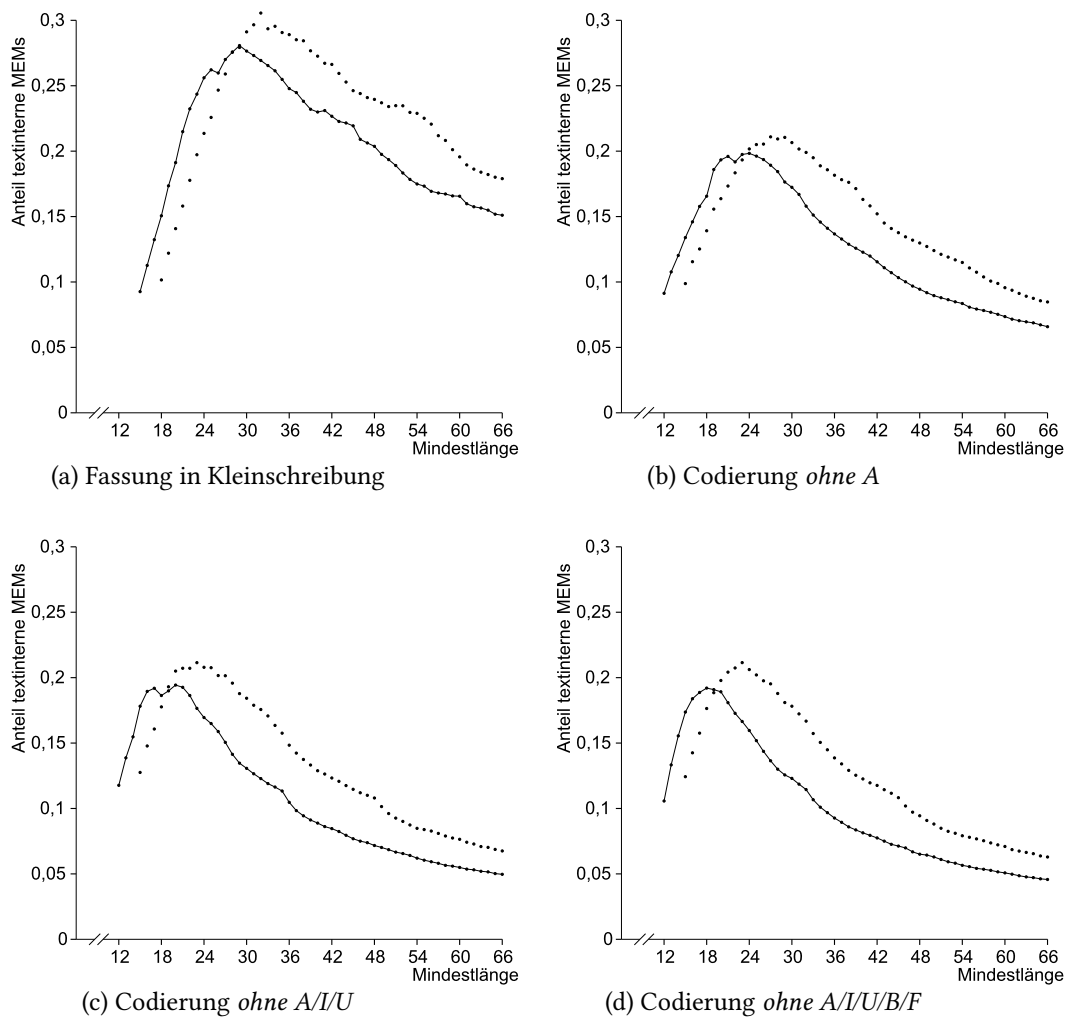 Anteil textinterne MEMs
0,3
0,25
0,2
0,15
0,1
0,05
0
12 18 24 30 36 42 48 54 60 66
Mindestlänge
(a) Fassung in Kleinschreibung
Anteil textinterne MEMs
0,3
0,25
0,2
0,15
0,1
0,05
0
12 18 24 30 36 42 48 54 60 66
Mindestlänge
(b) Codierung ohne A
Anteil textinterne MEMs
0,3
0,25
0,2
0,15
0,1
0,05
0
12 18 24 30 36 42 48 54 60 66
Mindestlänge
(c) Codierung ohne A/I/U
Anteil textinterne MEMs
0,3
0,25
0,2
0,15
0,1
0,05
0
12 18 24 30 36 42 48 54 60 66
Mindestlänge
(d) Codierung ohne A/I/U/B/F